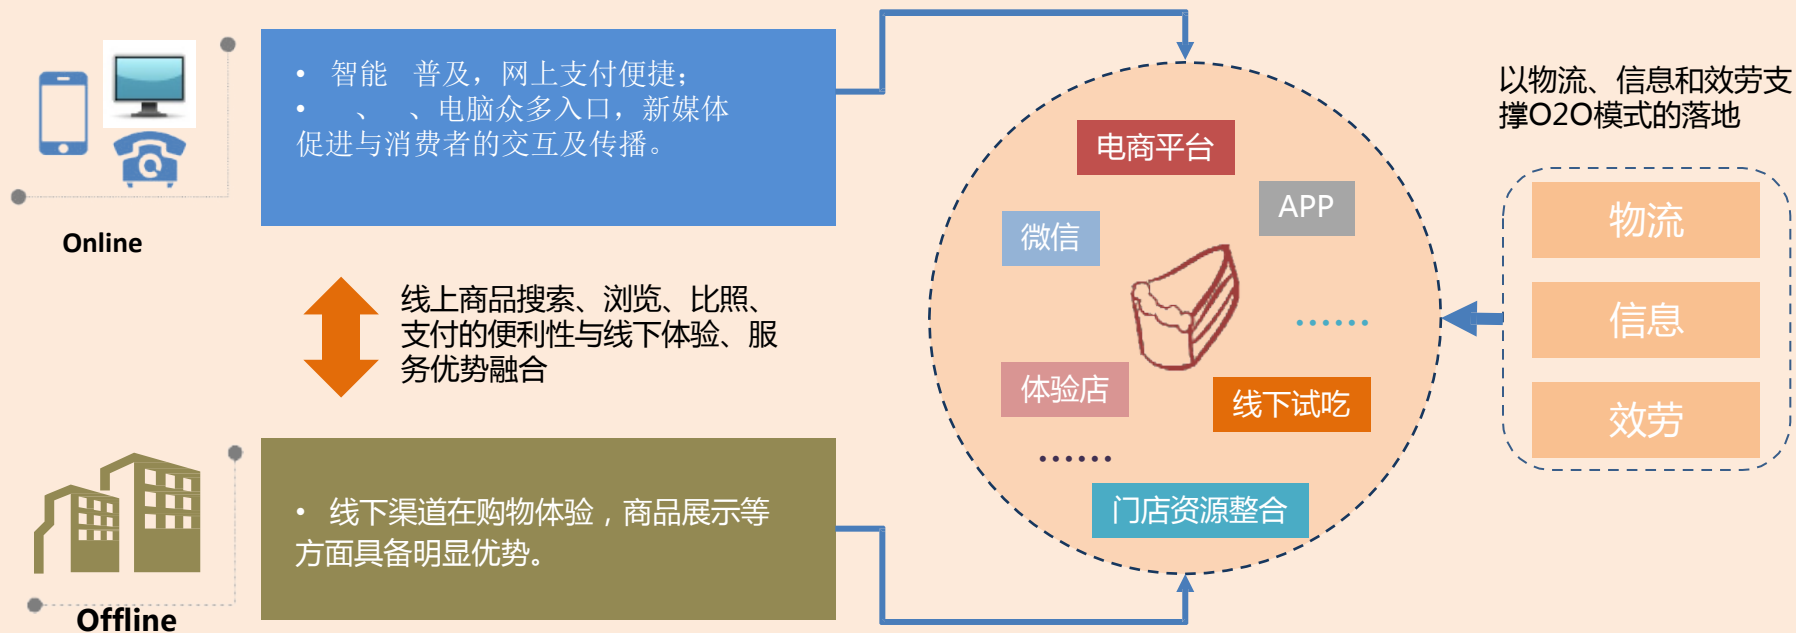 • 智能 普及，网上支付便捷；
• 、 、电脑众多入口，新媒体
促进与消费者的交互及传播。
Online
线上商品搜索、浏览、比照、
支付的便利性与线下体验、服
务优势融合
• 线下渠道在购物体验，商品展示等
方面具备明显优势。
Offline
电商平台
APP
微信
······
体验店
线下试吃
······
门店资源整合
以物流、信息和效劳支
撑O2O模式的落地
物流
信息
效劳